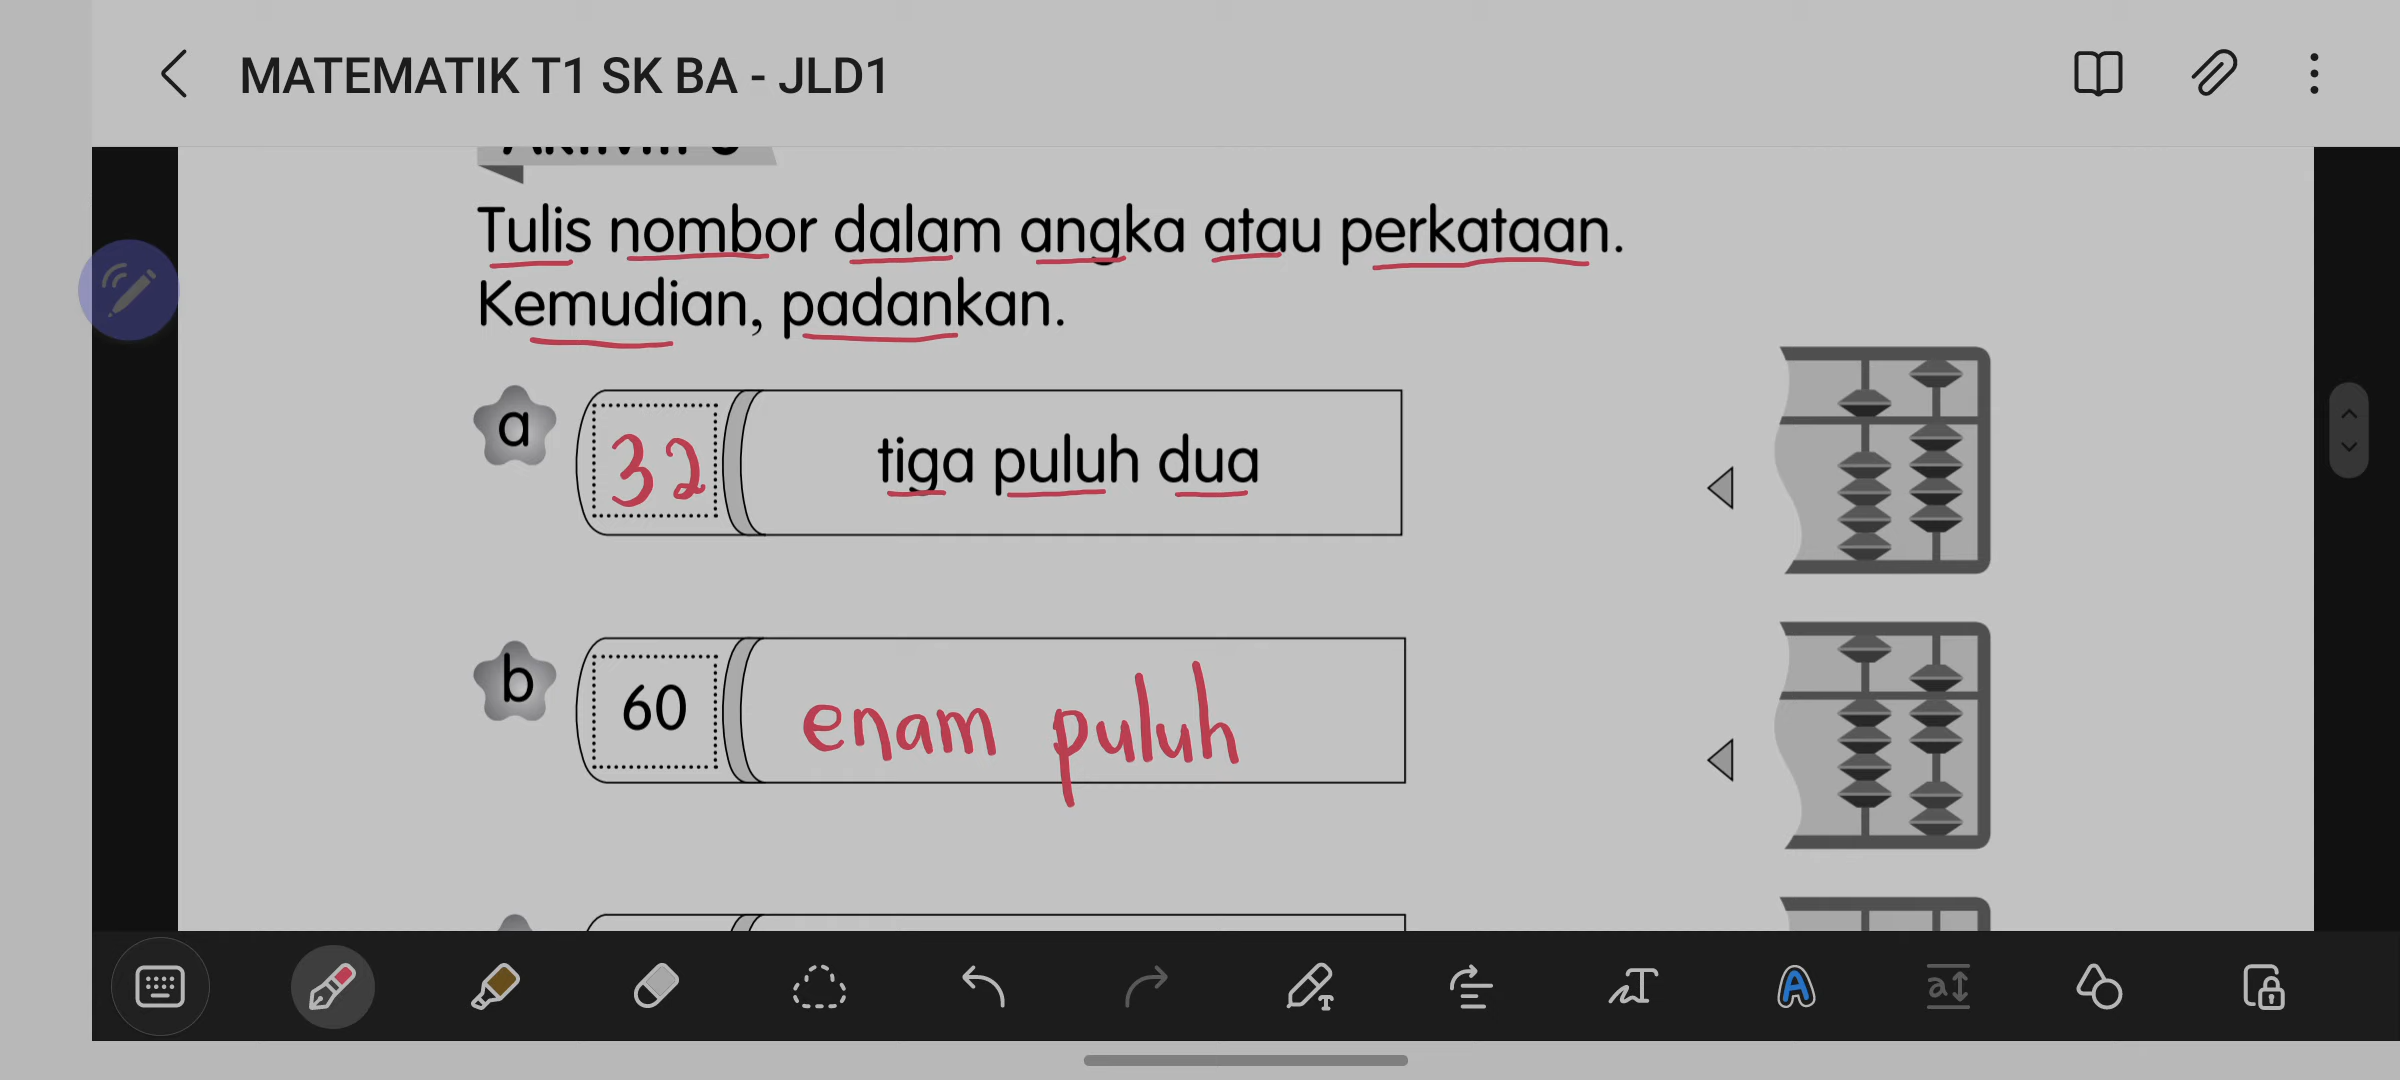 MATEMATIK T1 SK BA - JLD1
Tulis nombor dalam angka atau perkataan.
Kemudian, padankan.
a
32
tiga puluh dua
b
60
enam puluh